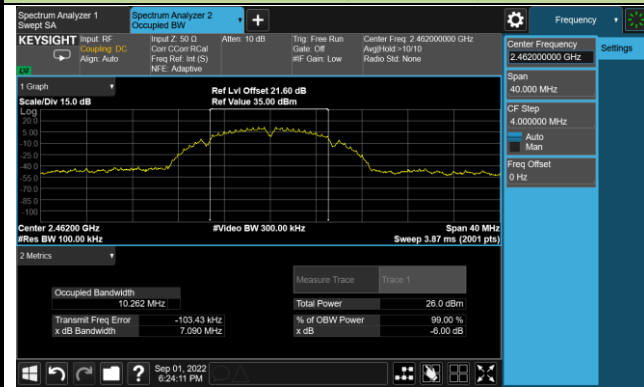 Spectrum Analyzer 1
Swept SA
Spectrum Analyzer 2
Occupied BW
+
Frequency
KEYSIGHT
Input: RF
Coupling: DC
Align: Auto
Input Z: 50 Ω
Corr CCorr RCal
Freq Ref: Int (S)
NFE: Adaptive
Atten: 10 dB
Trig: Free Run
Gate: Off
#IF Gain: Low
Center Freq: 2.462000000 GHz
Avg|Hold:>10/10
Radio Std: None
Center Frequency
2.462000000 GHz
Settings
Span
40.000 MHz
CF Step
4.000000 MHz
Auto
Man
Freq Offset
0 Hz
1 Graph
Scale/Div 15.0 dB
Ref Lvl Offset 21.60 dB
Ref Value 35.00 dBm
Log
20.0
5.00
-10.0
-25.0
-40.0
-55.0
-70.0
-85.0
-100
Center 2.46200 GHz
#Res BW 100.00 kHz
#Video BW 300.00 kHz
Span 40 MHz
Sweep 3.87 ms (2001 pts)
2 Metrics
Measure Trace
Trace 1
Occupied Bandwidth
10.262 MHz
Total Power
26.0 dBm
Transmit Freq Error
-103.43 kHz
% of OBW Power
99.00 %
x dB Bandwidth
7.090 MHz
x dB
-6.00 dB
?
Sep 01, 2022
6:24:11 PM